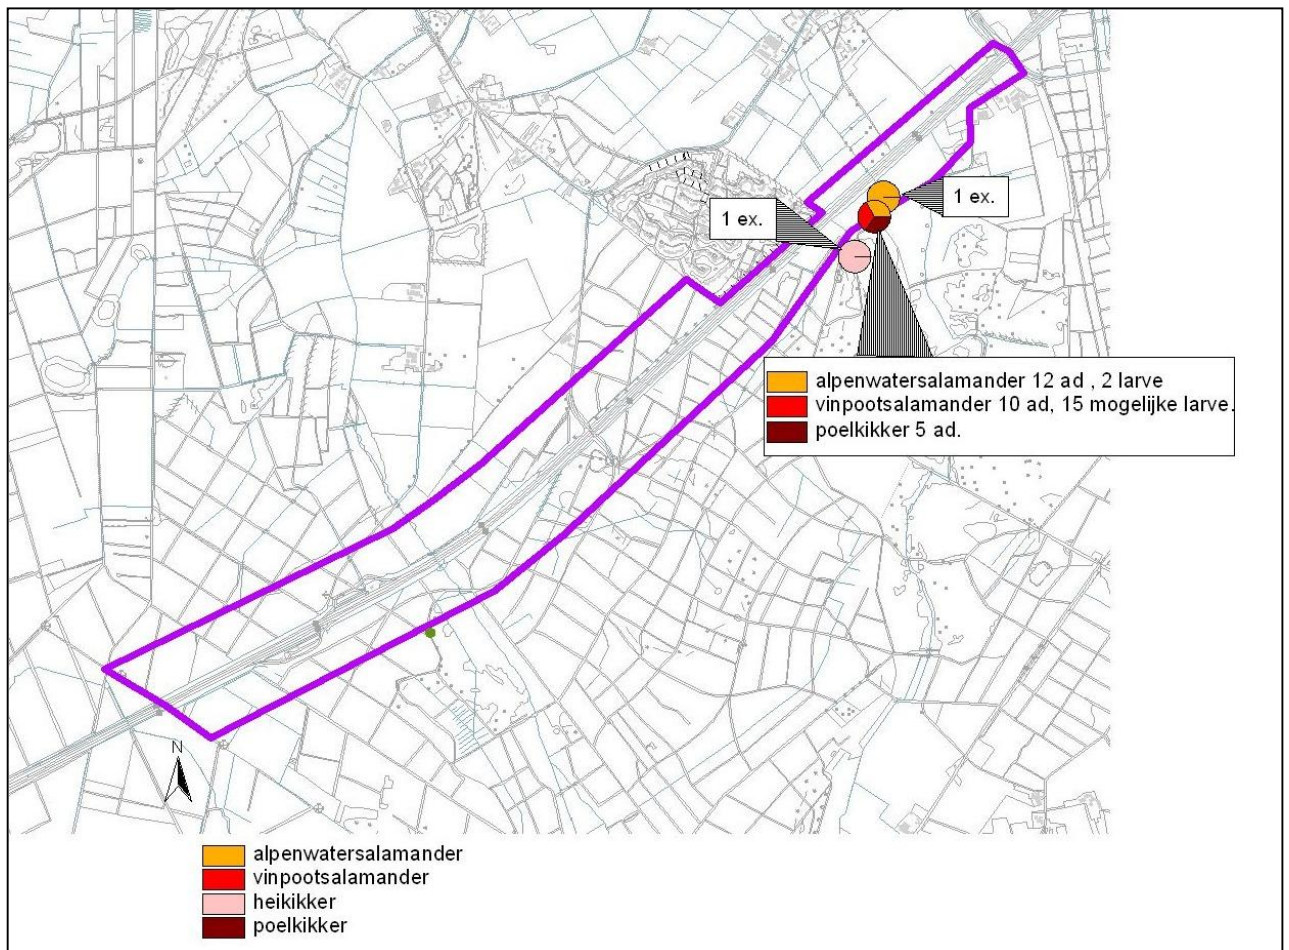 1 ex.
1 ex.
alpenwatersalamander 12 ad , 2 larve
vinpootsalamander 10 ad, 15 mogelijke larve.
poelkikker 5 ad.
N
alpenwatersalamander
vinpootsalamander
heikikker
poelkikker